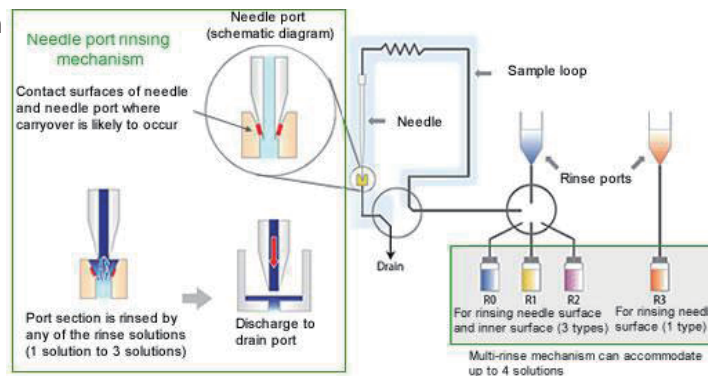 Needle port rinsing
mechanism
Contact surfaces of needle
and needle port where
carryover is likely to occur
Needle port
(schematic diagram)
Port section is rinsed by
any of the rinse solutions
(1 solution to 3 solutions)
Discharge to
drain port
Needle
Sample loop
Drain
Rinse ports
R0
R1
R2
For rinsing needle surface
and inner surface (3 types)
R3
For rinsing needle
surface (1 type)
Multi-rinse mechanism can accommodate
up to 4 solutions